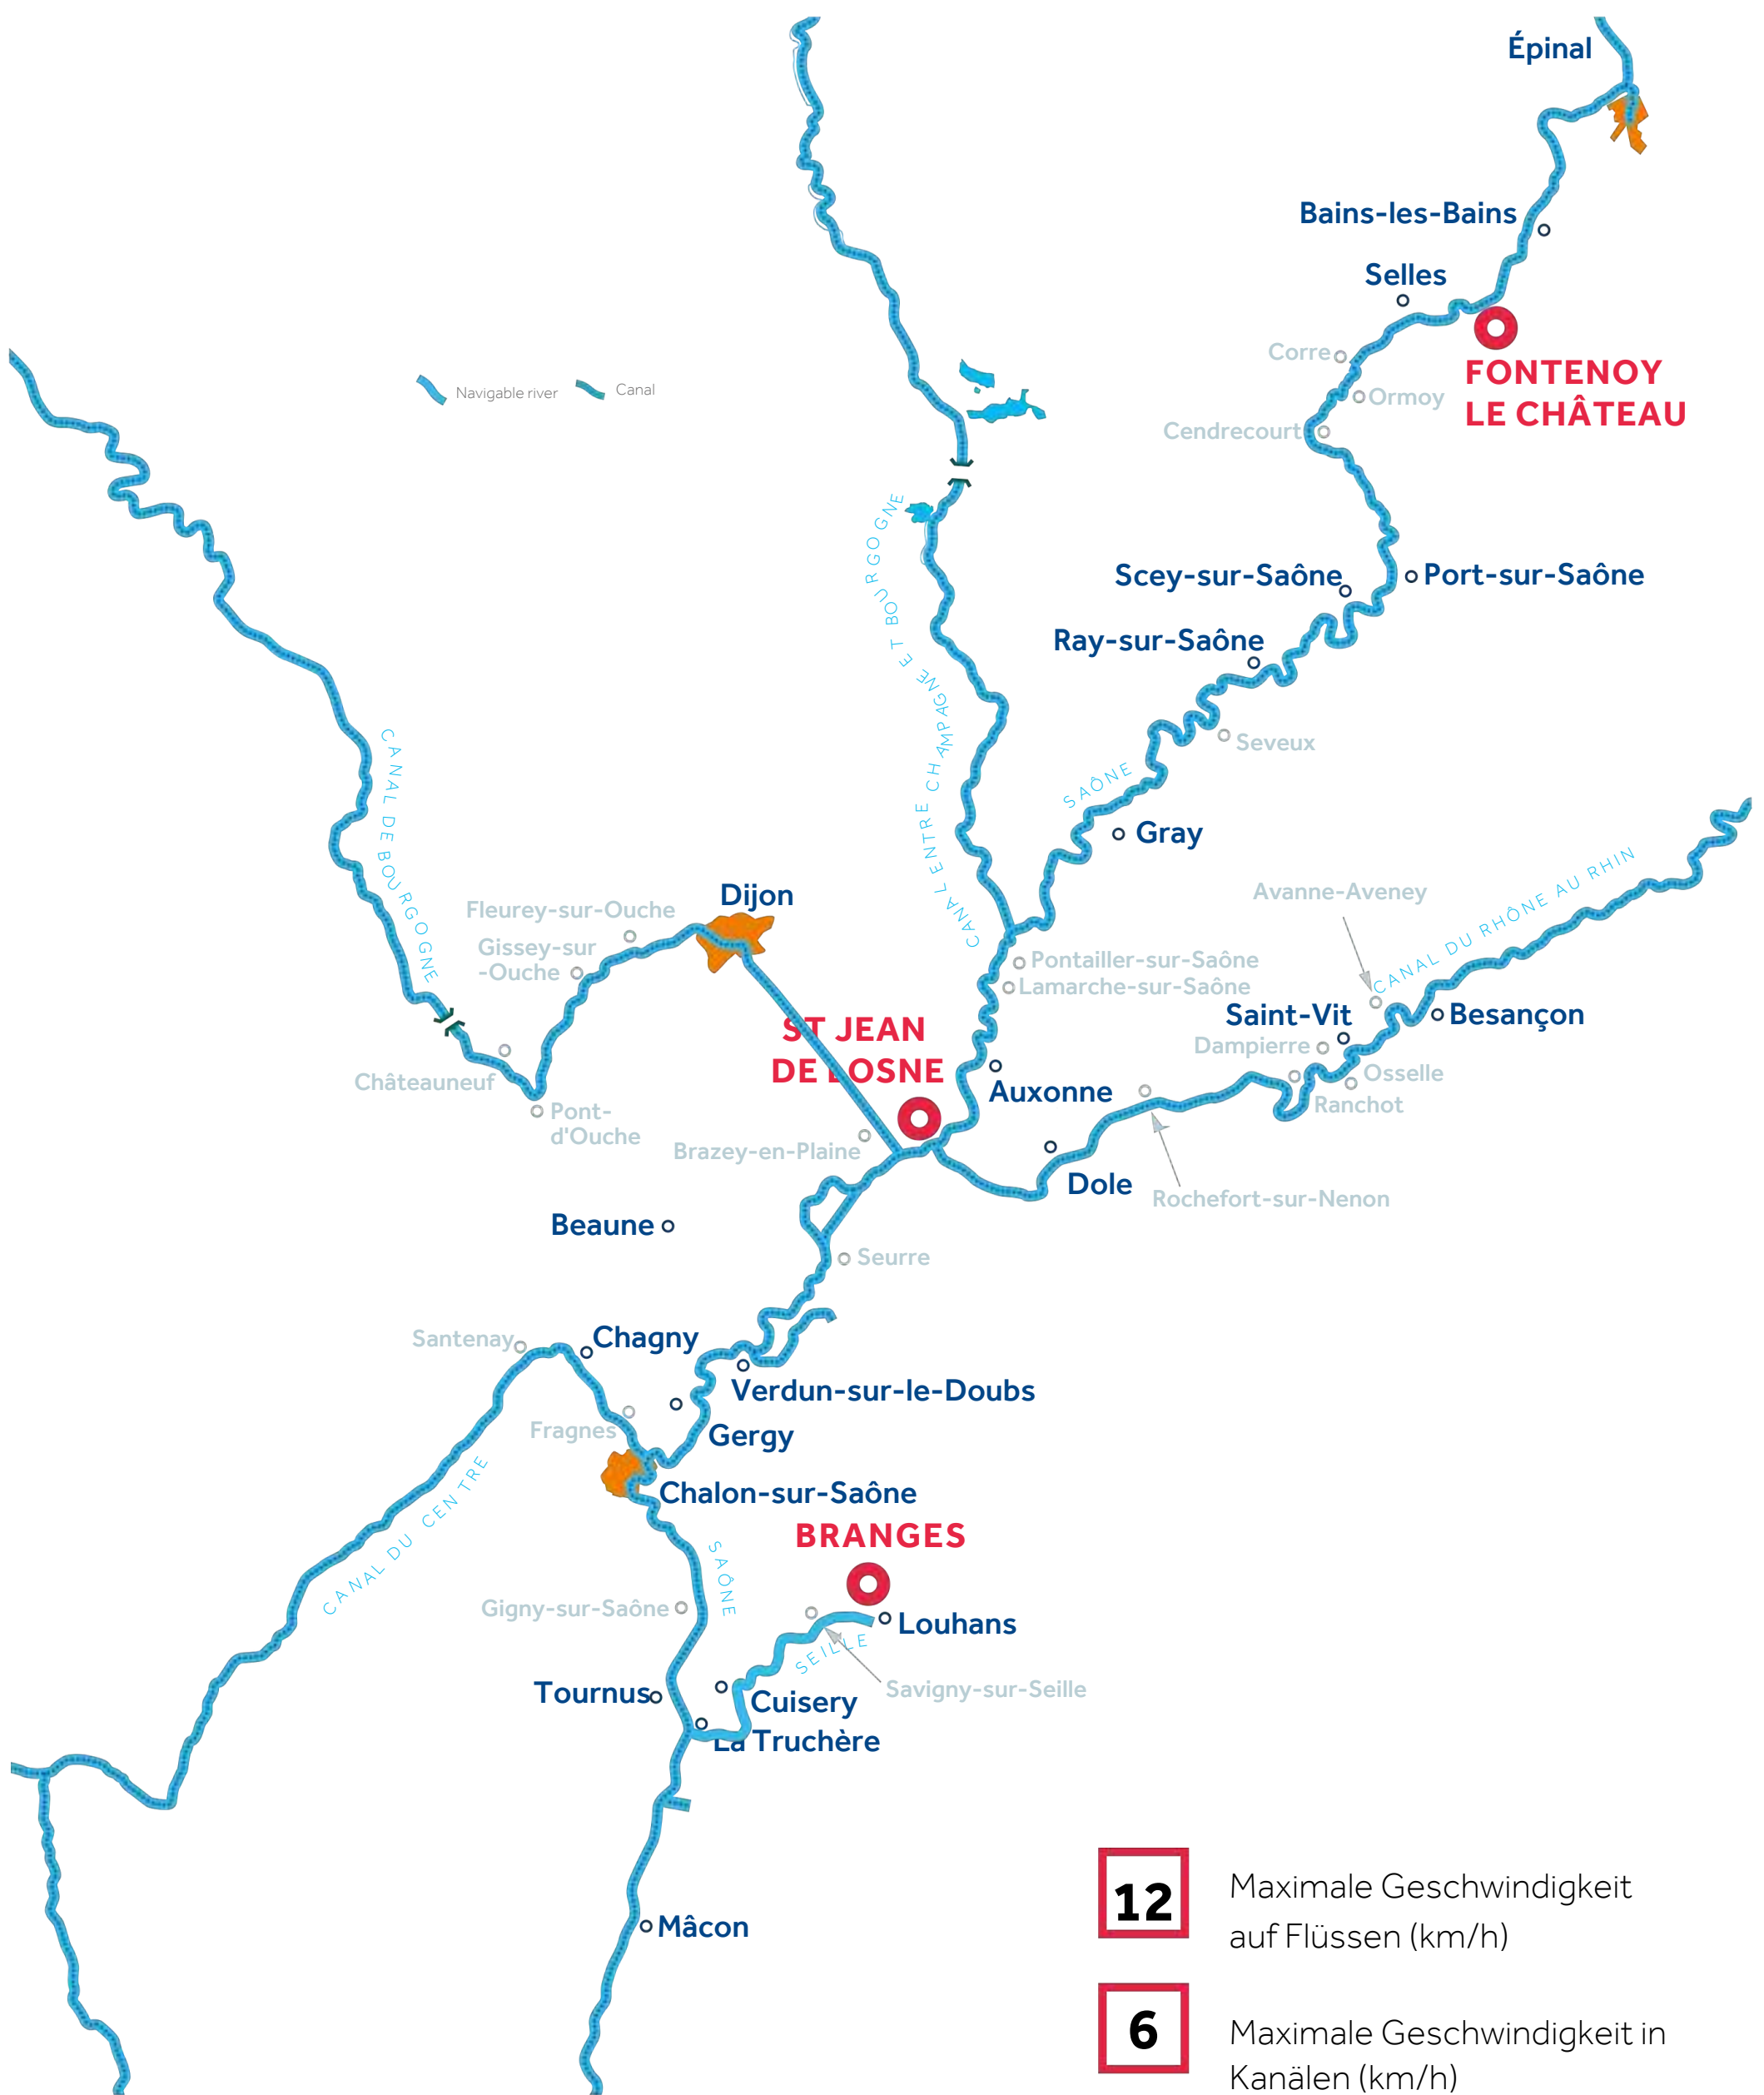 Épinal
Bains-les-Bains
Selles
Corre
FONTENOY
LE CHÂTEAU
Ormoy
Navigable river
Canal
Cendrecourt
CANAL ENTRE CHAMPAGNE ET BOURGOGNE
Scey-sur-Saône
Port-sur-Saône
Ray-sur-Saône
Seveux
CANAL DE BOURGOGNE
SAÔNE
Gray
CANAL DU RHÔNE AU RHIN
Avanne-Aveney
Dijon
Fleurey-sur-Ouche
Gissey-sur
-Ouche
Pontailler-sur-Saône
Lamarche-sur-Saône
Saint-Vit
Besançon
ST JEAN
DE LOSNE
Dampierre
Osselle
Châteauneuf
Auxonne
Ranchot
Pont-
d'Ouche
Brazey-en-Plaine
Dole
Rochefort-sur-Nenon
Beaune
Seurre
Santenay
Chagny
Verdun-sur-le-Doubs
Fragnes
Gergy
Chalon-sur-Saône
CANAL DU CENTRE
BRANGES
SAÔNE
Gigny-sur-Saône
Louhans
SEILLE
Savigny-sur-Seille
Tournus
Cuisery
La Truchère
Mâcon
12
Maximale Geschwindigkeit
auf Flüssen (km/h)
6
Maximale Geschwindigkeit in
Kanälen (km/h)